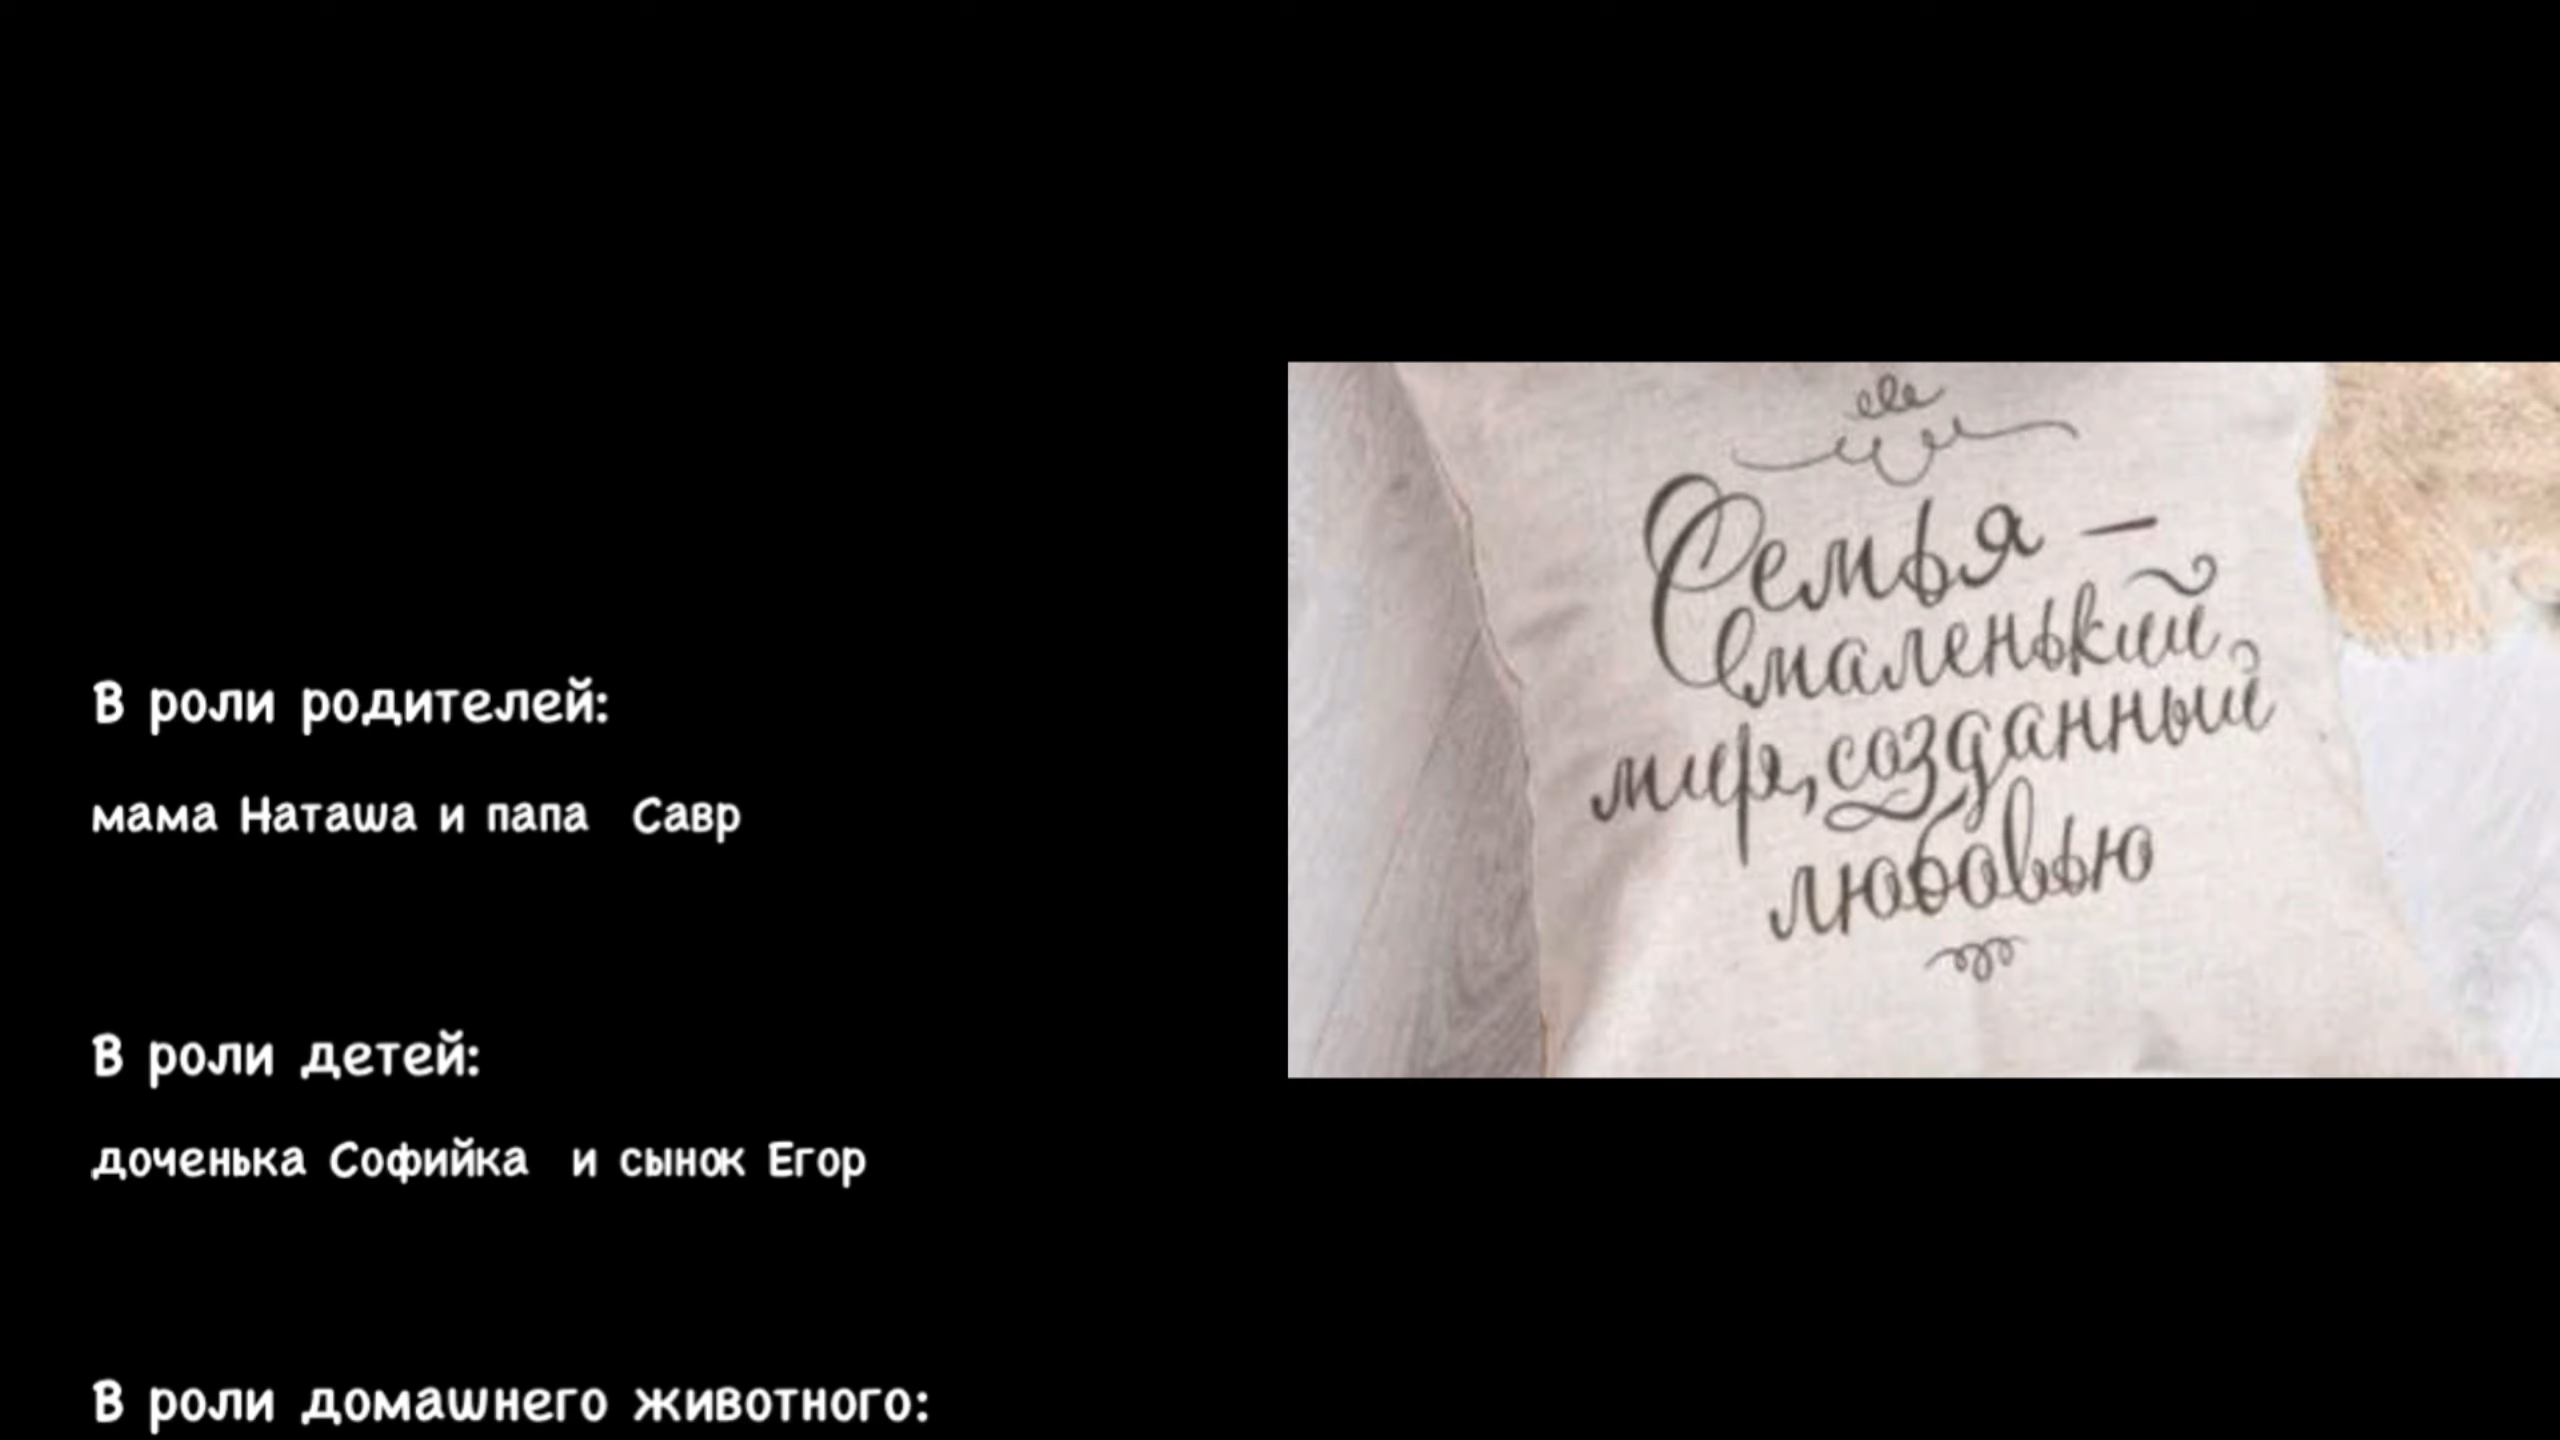 В роли родителей:
мама Наташа и папа Савр
В роли детей:
доченька Софийка и сынок Егор
В роли домашнего животного:
Семья –
маленький
мир, созданный
любовью